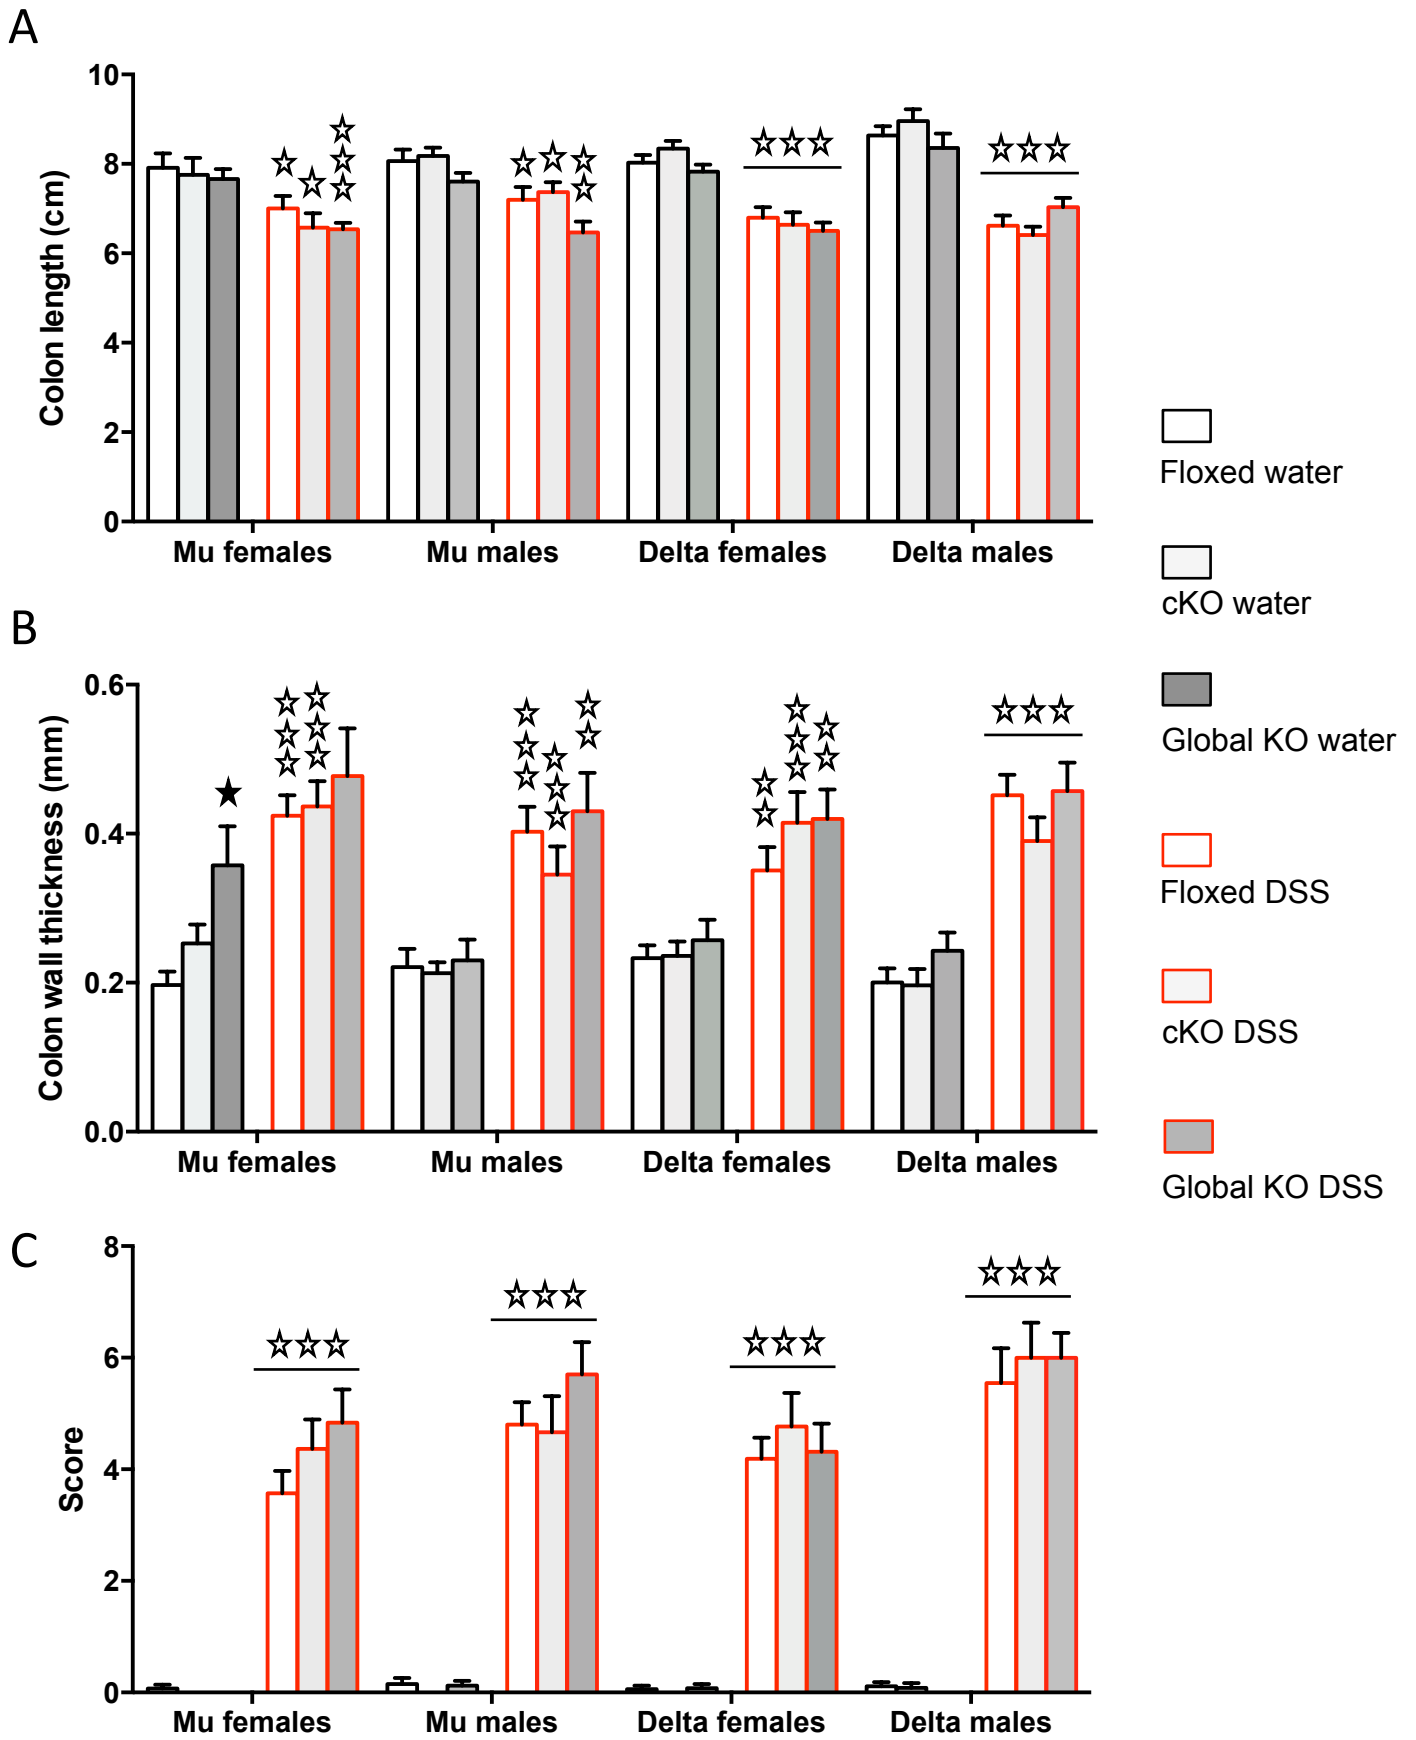 A
10
8
6
4
2
0
Colon length (cm)
Mu females
Mu males
Delta females
Delta males
B
0.6
0.4
0.2
0.0
Colon wall thickness (mm)
Mu females
Mu males
Delta females
Delta males
C
8
6
4
2
0
Score
Mu females
Mu males
Delta females
Delta males
Floxed water
cKO water
Global KO water
Floxed DSS
cKO DSS
Global KO DSS